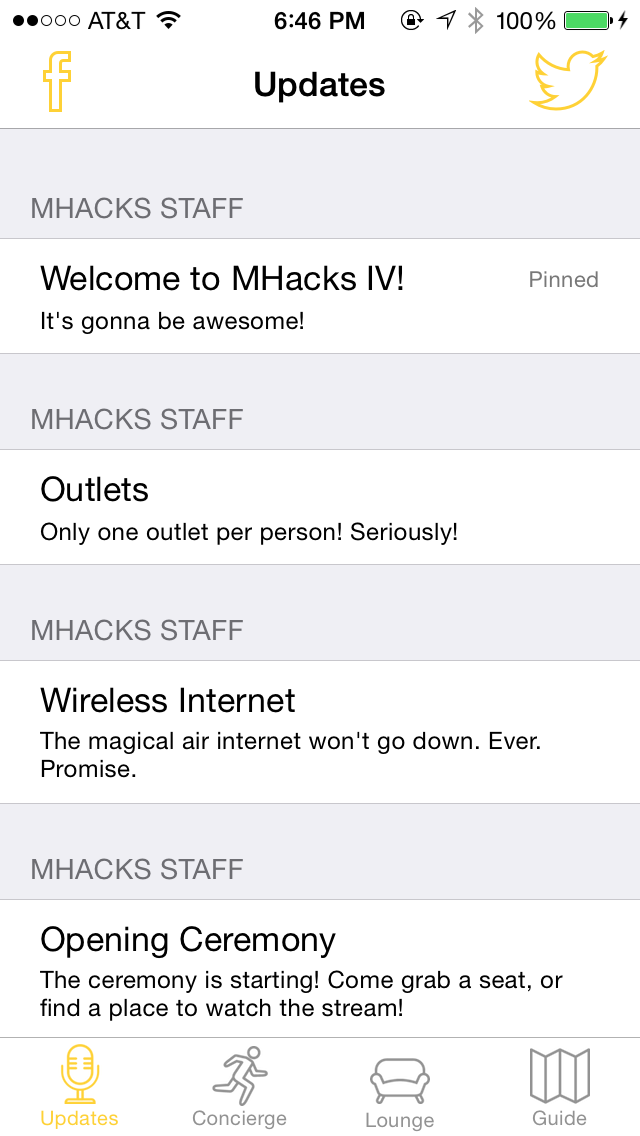 AT&T 6:46 PM 100%
Updates
MHACKS STAFF
Welcome to MHacks IV! Pinned
It's gonna be awesome!
MHACKS STAFF
Outlets
Only one outlet per person! Seriously!
MHACKS STAFF
Wireless Internet
The magical air internet won't go down. Ever.
Promise.
MHACKS STAFF
Opening Ceremony
The ceremony is starting! Come grab a seat, or
find a place to watch the stream!
Updates Concierge Lounge Guide